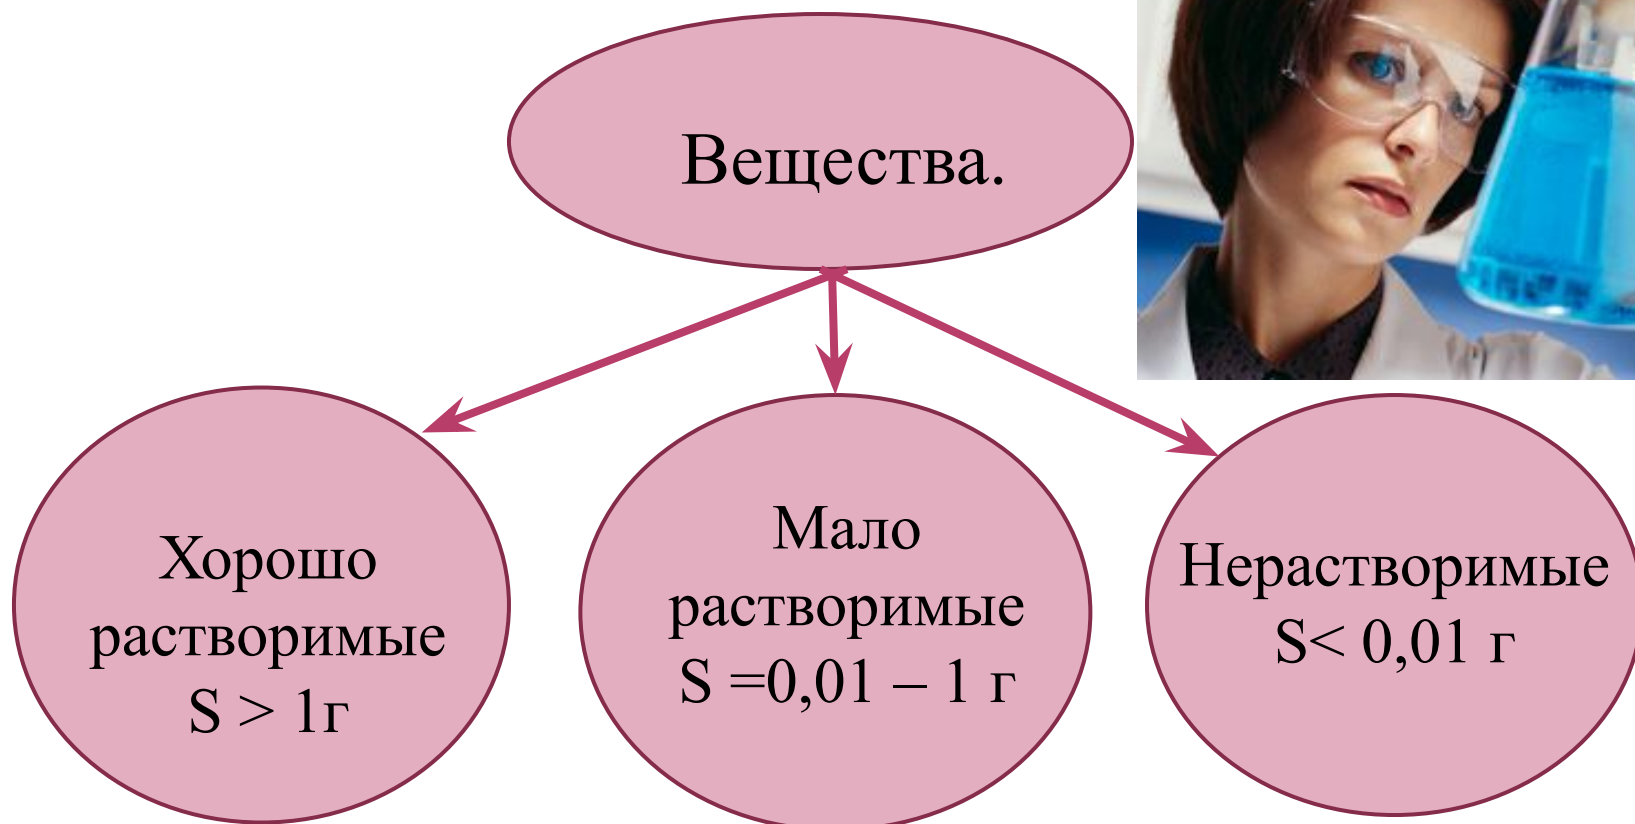 Вещества.
Хорошо
растворимые
S > 1г
Мало
растворимые
S =0,01 – 1 г
Нерастворимые
S< 0,01 г